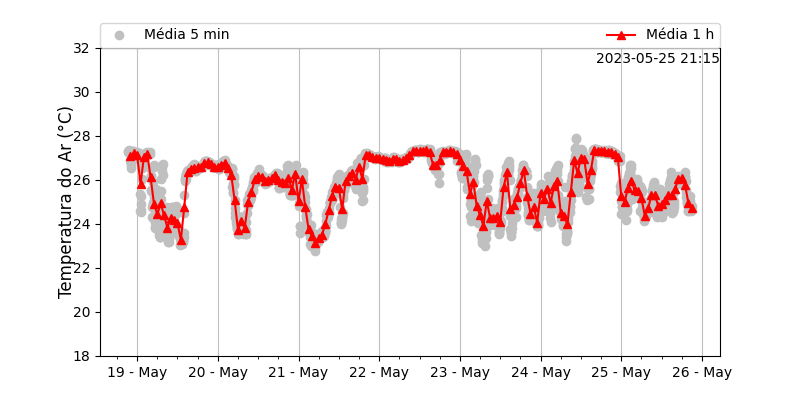 Média 5 min
Média 1 h
2023-05-25 21:15
Temperatura do Ar (°C)
32
30
28
26
24
22
20
18
19 - May
20 - May
21 - May
22 - May
23 - May
24 - May
25 - May
26 - May